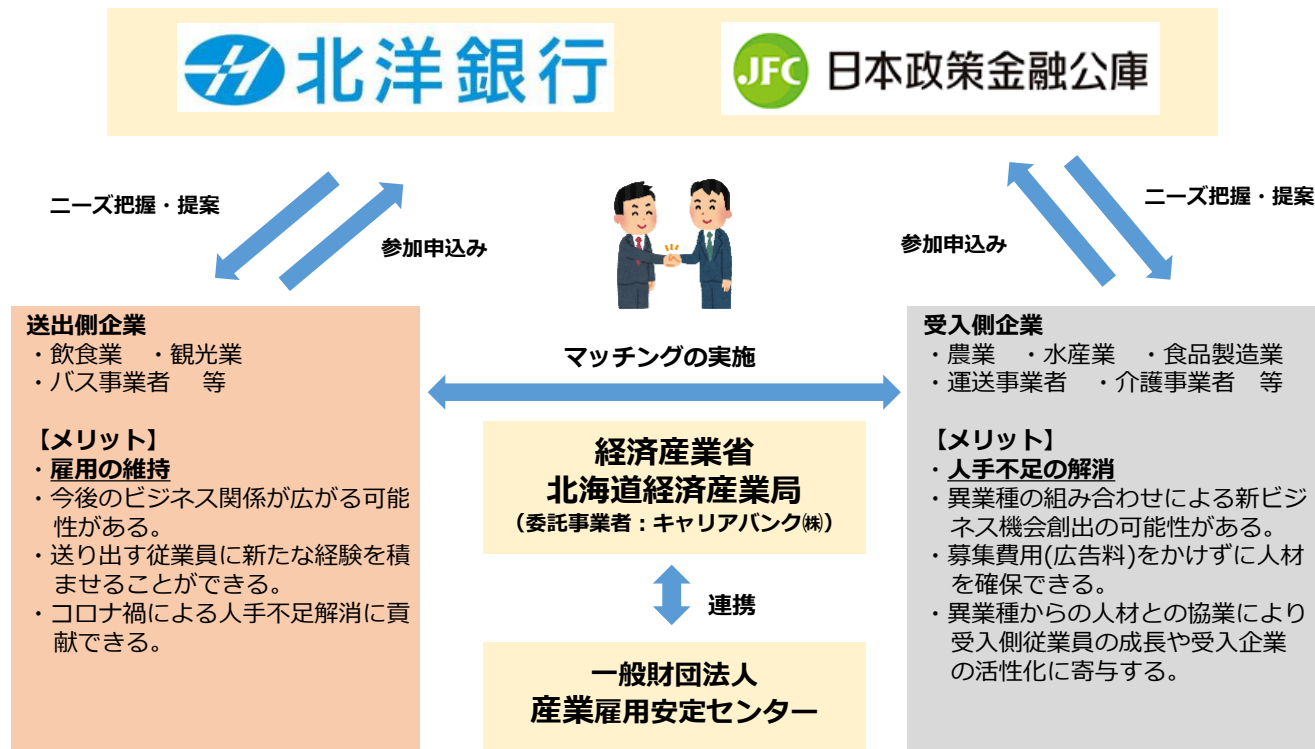 北洋銀行
JFC 日本政策金融公庫
ニーズ把握・提案
参加申込み
参加申込み
ニーズ把握・提案
送出側企業
・飲食業 ・観光業
・バス事業者 等
【メリット】
・雇用の維持
・今後のビジネス関係が広がる可能
性がある。
・送り出す従業員に新たな経験を積
ませることができる。
・コロナ禍による人手不足解消に貢
献できる。
マッチングの実施
経済産業省
北海道経済産業局
（委託事業者：キャリアバンク㈱）
連携
一般財団法人
産業雇用安定センター
受入側企業
・農業 ・水産業 ・食品製造業
・運送事業者 ・介護事業者 等
【メリット】
・人手不足の解消
・異業種の組み合わせによる新ビジ
ネス機会創出の可能性がある。
・募集費用(広告料)をかけずに人材
を確保できる。
・異業種からの人材との協業により
受入側従業員の成長や受入企業
の活性化に寄与する。